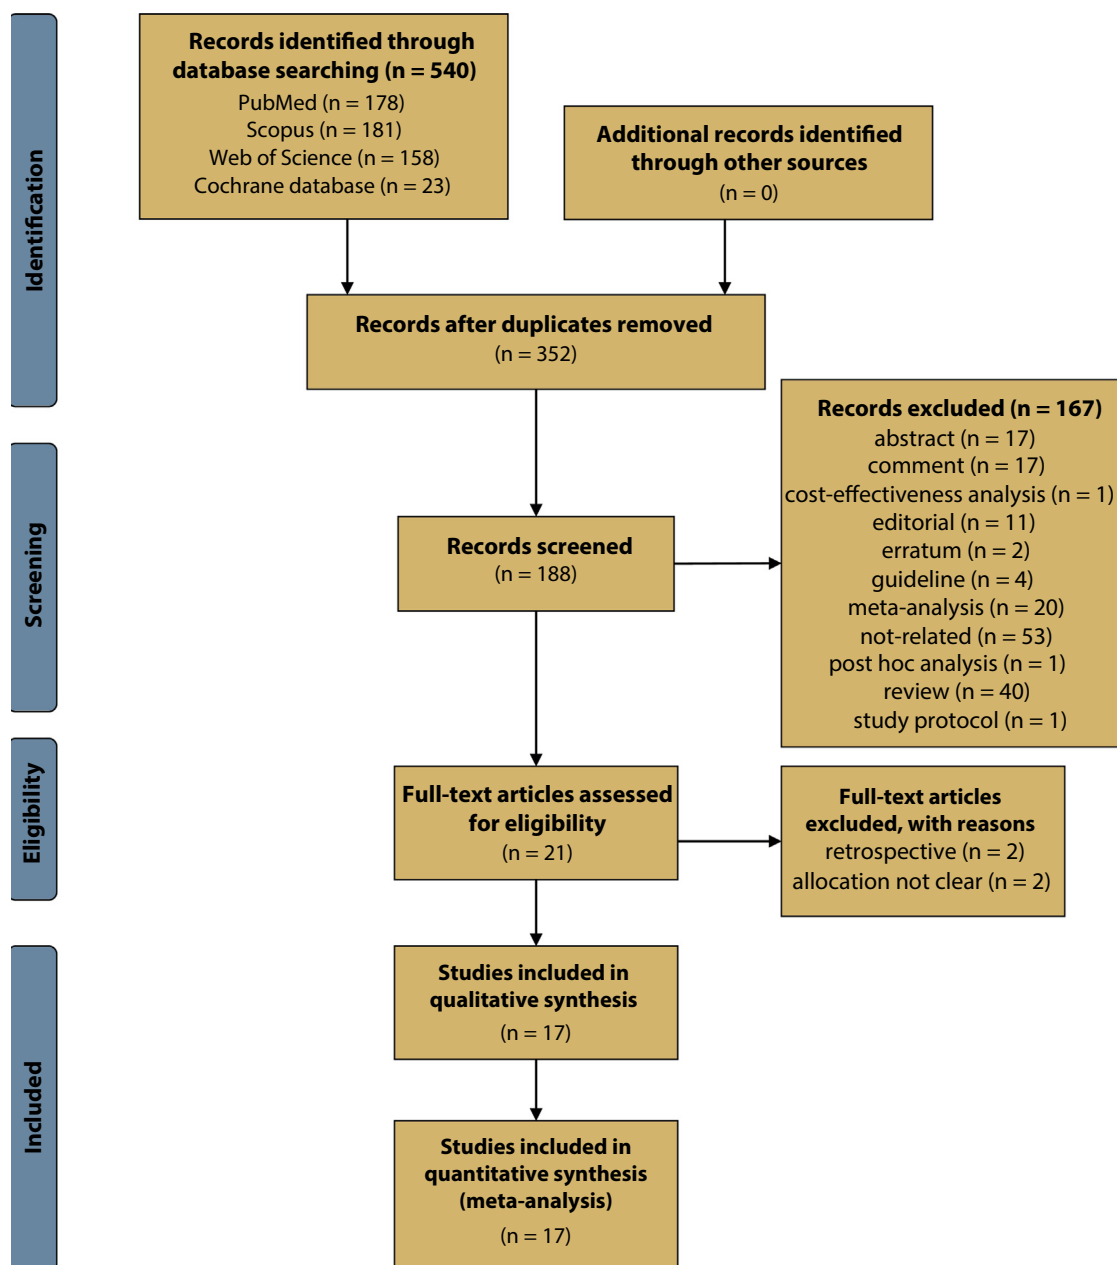 Identification
Records identified through
database searching (n = 540)
PubMed (n = 178)
Scopus (n = 181)
Web of Science (n = 158)
Cochrane database (n = 23)
Additional records identified
through other sources
(n = 0)
Records after duplicates removed
(n = 352)
Screening
Records screened
(n = 188)
Records excluded (n = 167)
abstract (n = 17)
comment (n = 17)
cost-effectiveness analysis (n = 1)
editorial (n = 11)
erratum (n = 2)
guideline (n = 4)
meta-analysis (n = 20)
not-related (n = 53)
post hoc analysis (n = 1)
review (n = 40)
study protocol (n = 1)
Eligibility
Full-text articles assessed
for eligibility
(n = 21)
Full-text articles
excluded, with reasons
retrospective (n = 2)
allocation not clear (n = 2)
Included
Studies included in
qualitative synthesis
(n = 17)
Studies included in
quantitative synthesis
(meta-analysis)
(n = 17)